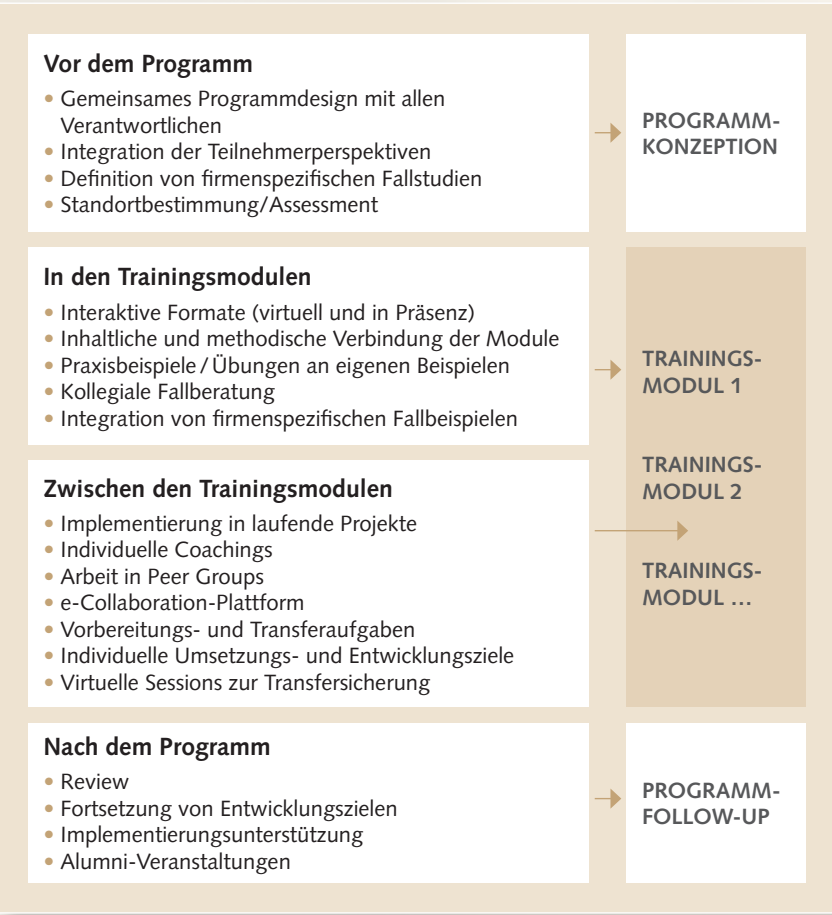 Vor dem Programm
• Gemeinsames Programmdesign mit allen
Verantwortlichen
• Integration der Teilnehmerperspektiven
• Definition von firmenspezifischen Fallstudien
• Standortbestimmung/Assessment
PROGRAMM-
KONZEPTION
In den Trainingsmodulen
• Interaktive Formate (virtuell und in Präsenz)
• Inhaltliche und methodische Verbindung der Module
• Praxisbeispiele/Übungen an eigenen Beispielen
• Kollegiale Fallberatung
• Integration von firmenspezifischen Fallbeispielen
TRAININGS-
MODUL 1
Zwischen den Trainingsmodulen
• Implementierung in laufende Projekte
• Individuelle Coachings
• Arbeit in Peer Groups
• e-Collaboration-Plattform
• Vorbereitungs- und Transferaufgaben
• Individuelle Umsetzungs- und Entwicklungsziele
• Virtuelle Sessions zur Transfersicherung
TRAININGS-
MODUL 2
TRAININGS-
MODUL ...
Nach dem Programm
• Review
• Fortsetzung von Entwicklungszielen
• Implementierungsunterstützung
• Alumni-Veranstaltungen
PROGRAMM-
FOLLOW-UP